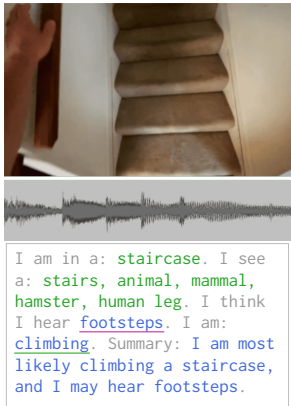 I am in a: staircase. I see
a: stairs, animal, mammal,
hamster, human leg. I think
I hear footsteps. I am:
climbing. Summary: I am most
likely climbing a staircase,
and I may hear footsteps.